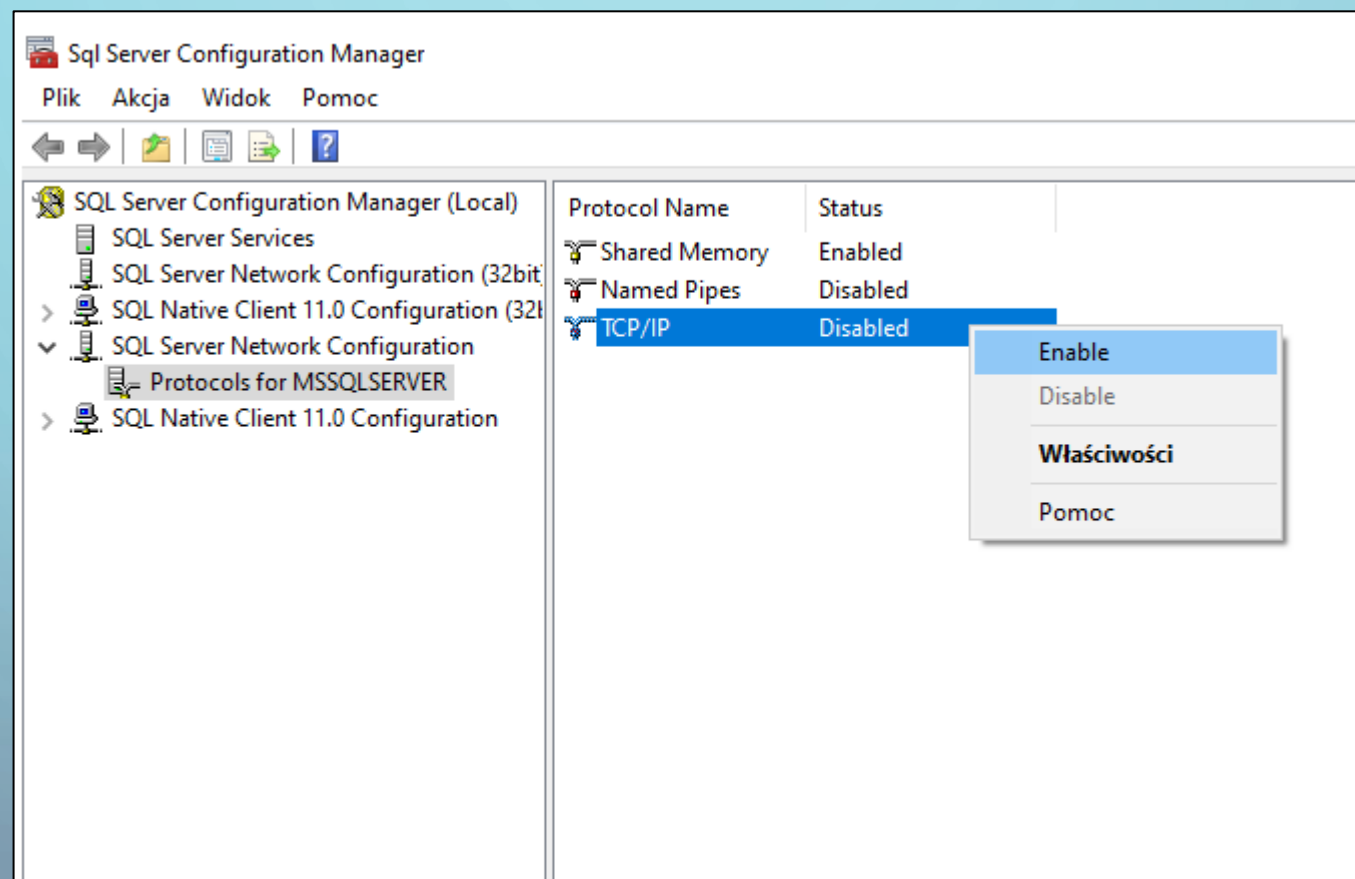 Sql Server Configuration Manager
Plik Akcja Widok Pomoc
SQL Server Configuration Manager (Local)
SQL Server Services
SQL Server Network Configuration (32bit
SQL Native Client 11.0 Configuration (32b
SQL Server Network Configuration
Protocols for MSSQLSERVER
SQL Native Client 11.0 Configuration
Protocol Name Status
Shared Memory Enabled
Named Pipes Disabled
TCP/IP Disabled
Enable
Disable
Właściwości
Pomoc